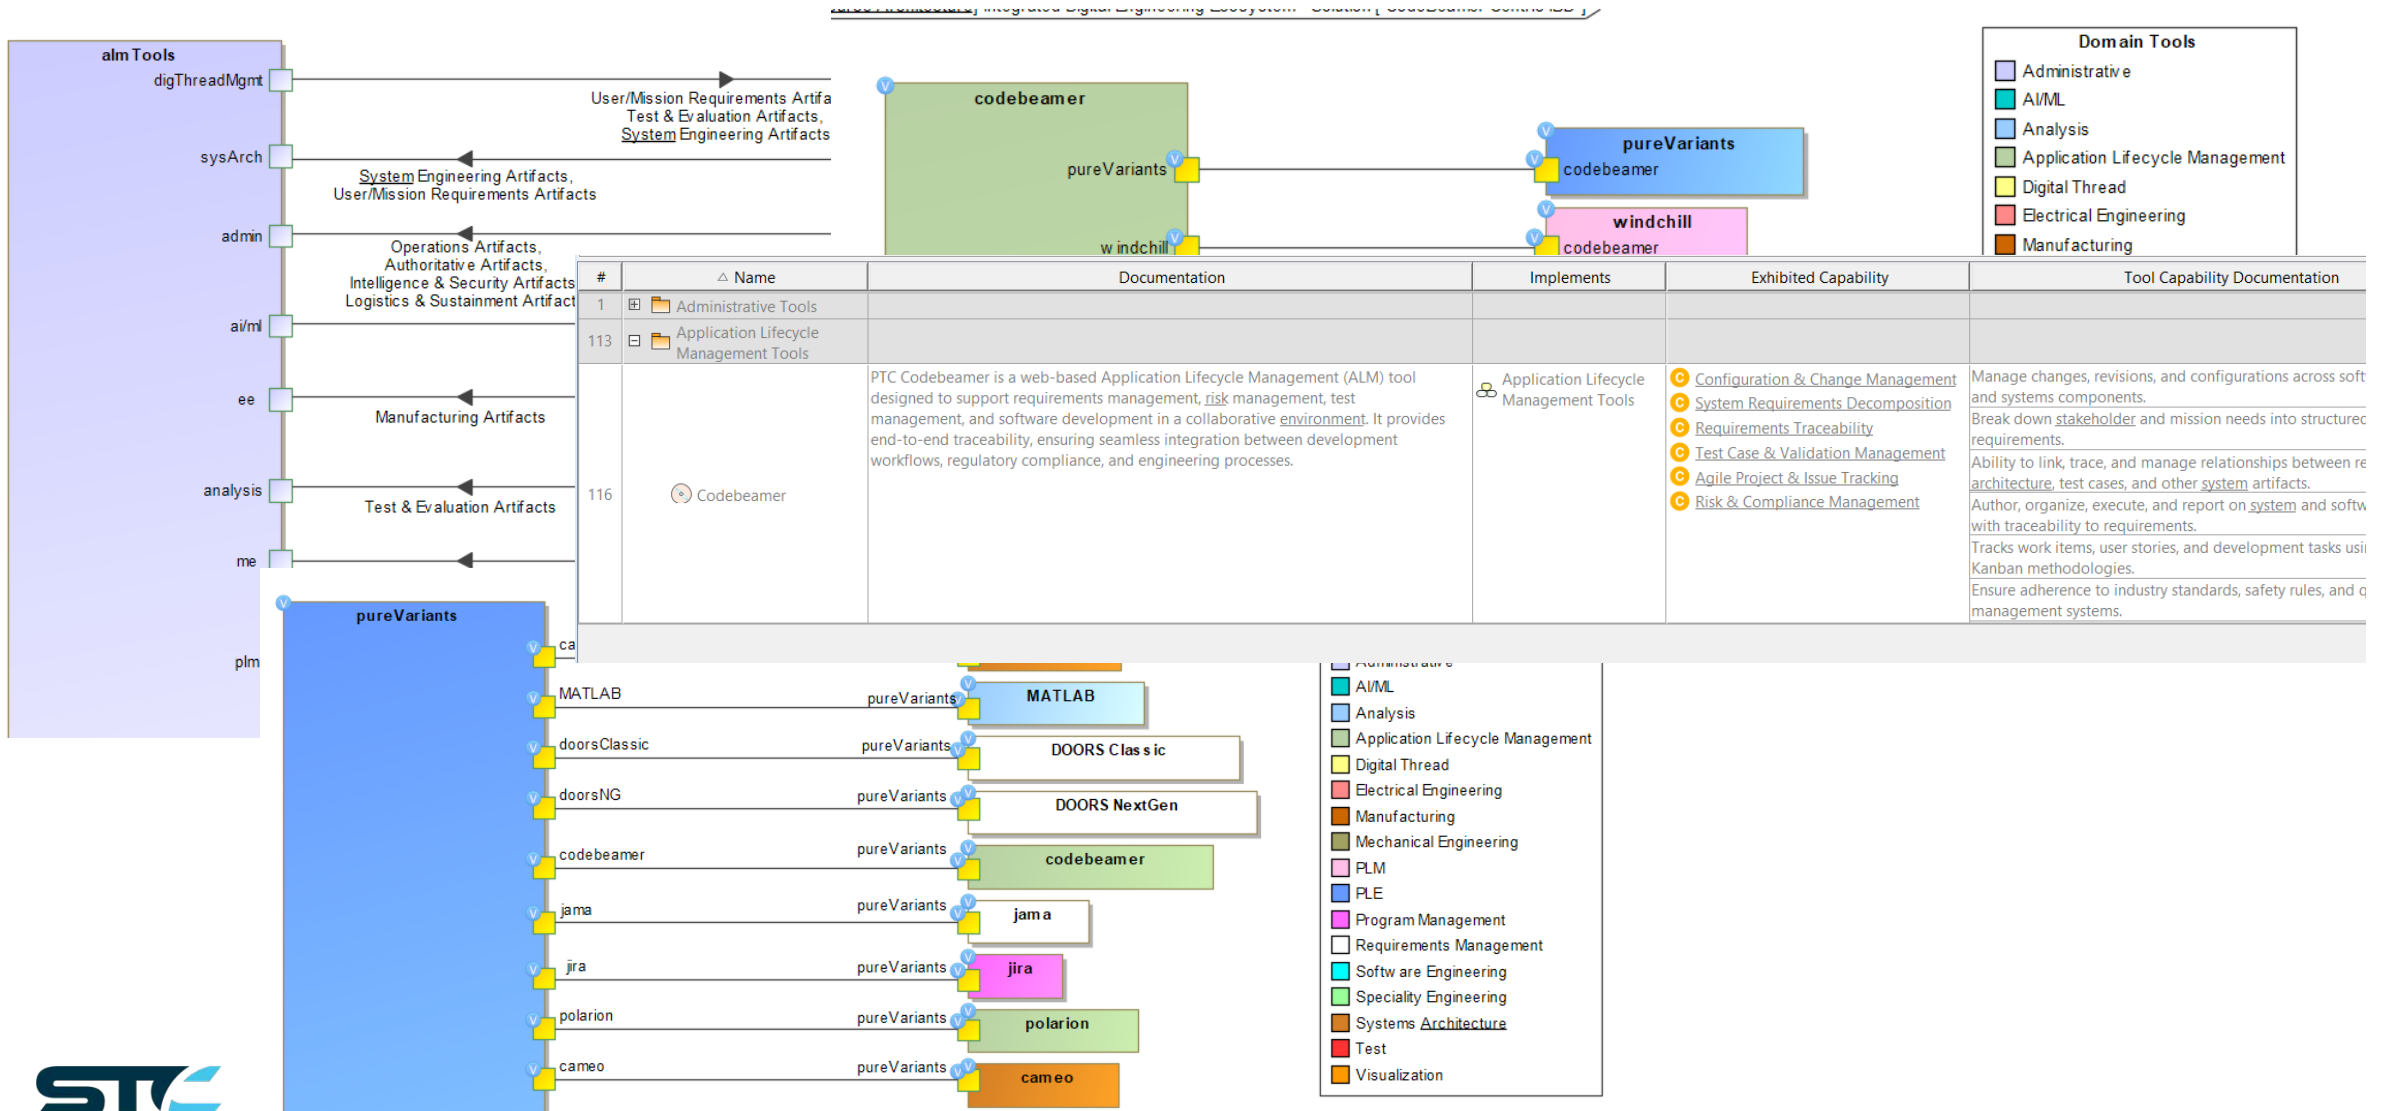 Integrated Digital Engineering Ecosystem - Solution [ CodeBeamer Centric IBD ]
almTools
digThreadMgmt
User/Mission Requirements Artifa
Test & Evaluation Artifacts,
System Engineering Artifacts
sysArch
System Engineering Artifacts,
User/Mission Requirements Artifacts
admin
Operations Artifacts,
Authoritative Artifacts,
Intelligence & Security Artifacts
Logistics & Sustainment Artifact
ai/ml
ee
Manufacturing Artifacts
analysis
Test & Evaluation Artifacts
me
plm
codebeamer
pureVariants
windchill
pureVariants
codebeamer
windchill
codebeamer
Domain Tools
Administrative
AI/ML
Analysis
Application Lifecycle Management
Digital Thread
Electrical Engineering
Manufacturing
# Name Documentation Implements Exhibited Capability Tool Capability Documentation
1 Administrative Tools
113 Application Lifecycle
Management Tools
116 Codebeamer
PTC Codebeamer is a web-based Application Lifecycle Management (ALM) tool
designed to support requirements management, risk management, test
management, and software development in a collaborative environment. It provides
end-to-end traceability, ensuring seamless integration between development
workflows, regulatory compliance, and engineering processes.
Application Lifecycle
Management Tools
C Configuration & Change Management
C System Requirements Decomposition
C Requirements Traceability
C Test Case & Validation Management
C Agile Project & Issue Tracking
C Risk & Compliance Management
Manage changes, revisions, and configurations across soft
and systems components.
Break down stakeholder and mission needs into structured
requirements.
Ability to link, trace, and manage relationships between re
architecture, test cases, and other system artifacts.
Author, organize, execute, and report on system and softw
with traceability to requirements.
Tracks work items, user stories, and development tasks usi
Kanban methodologies.
Ensure adherence to industry standards, safety rules, and q
management systems.
pureVariants
ca
MATLAB
pureVariants
MATLAB
doorsClassic
pureVariants
DOORS Classic
doorsNG
pureVariants
DOORS NextGen
codebeamer
pureVariants
codebeamer
jama
pureVariants
jama
jira
pureVariants
jira
polarion
pureVariants
polarion
cameo
pureVariants
cameo
Administrative
AI/ML
Analysis
Application Lifecycle Management
Digital Thread
Electrical Engineering
Manufacturing
Mechanical Engineering
PLM
PLE
Program Management
Requirements Management
Software Engineering
Speciality Engineering
Systems Architecture
Test
Visualization
STC